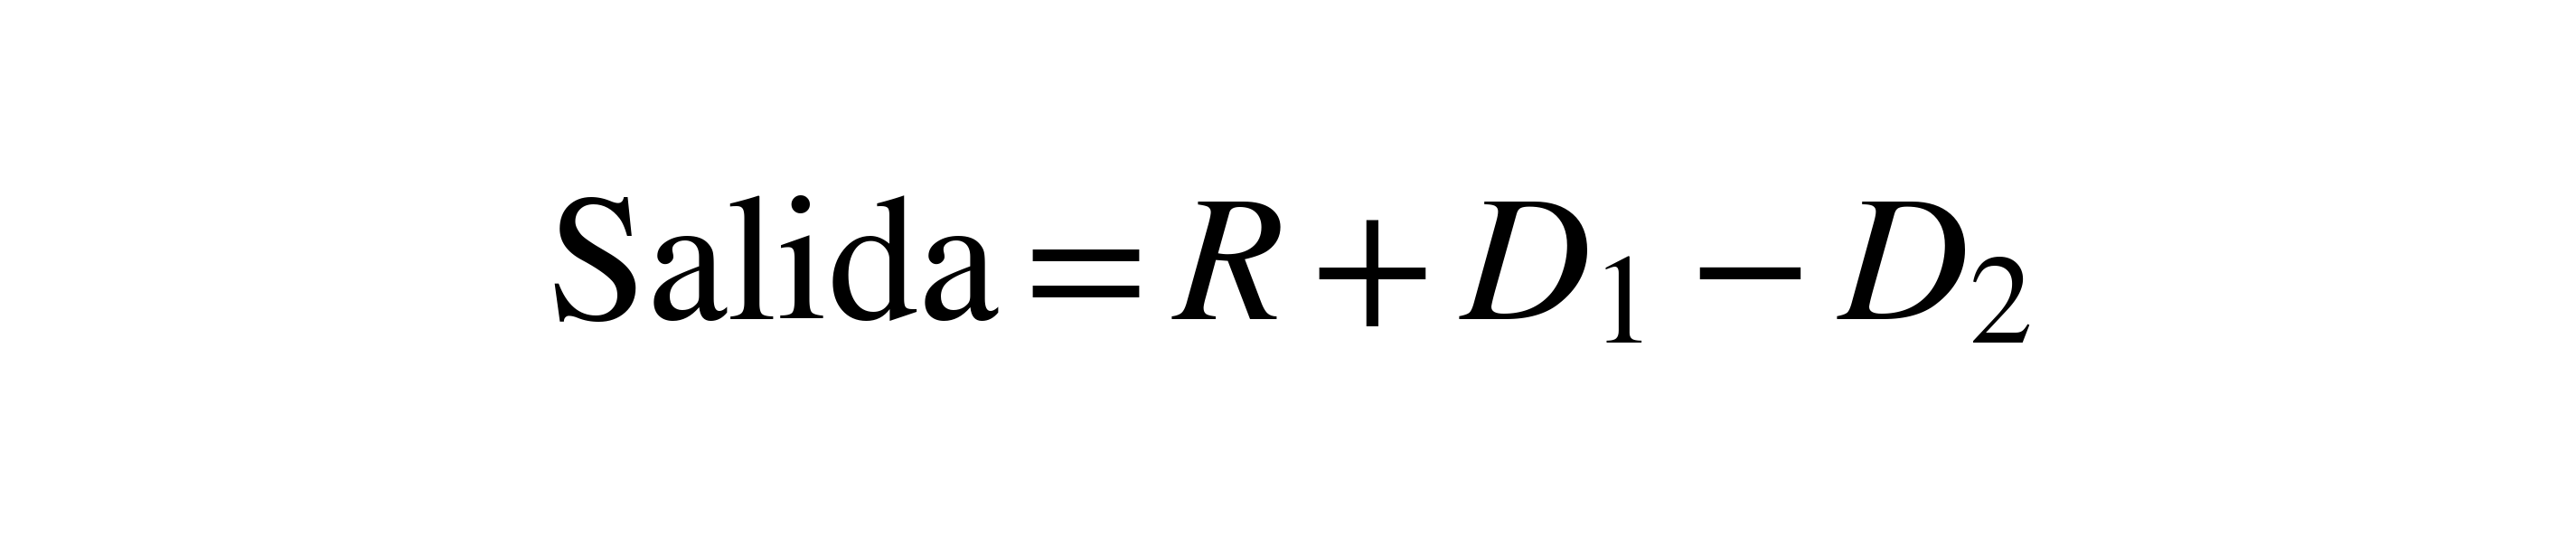 Salida = R + D₁ − D₂